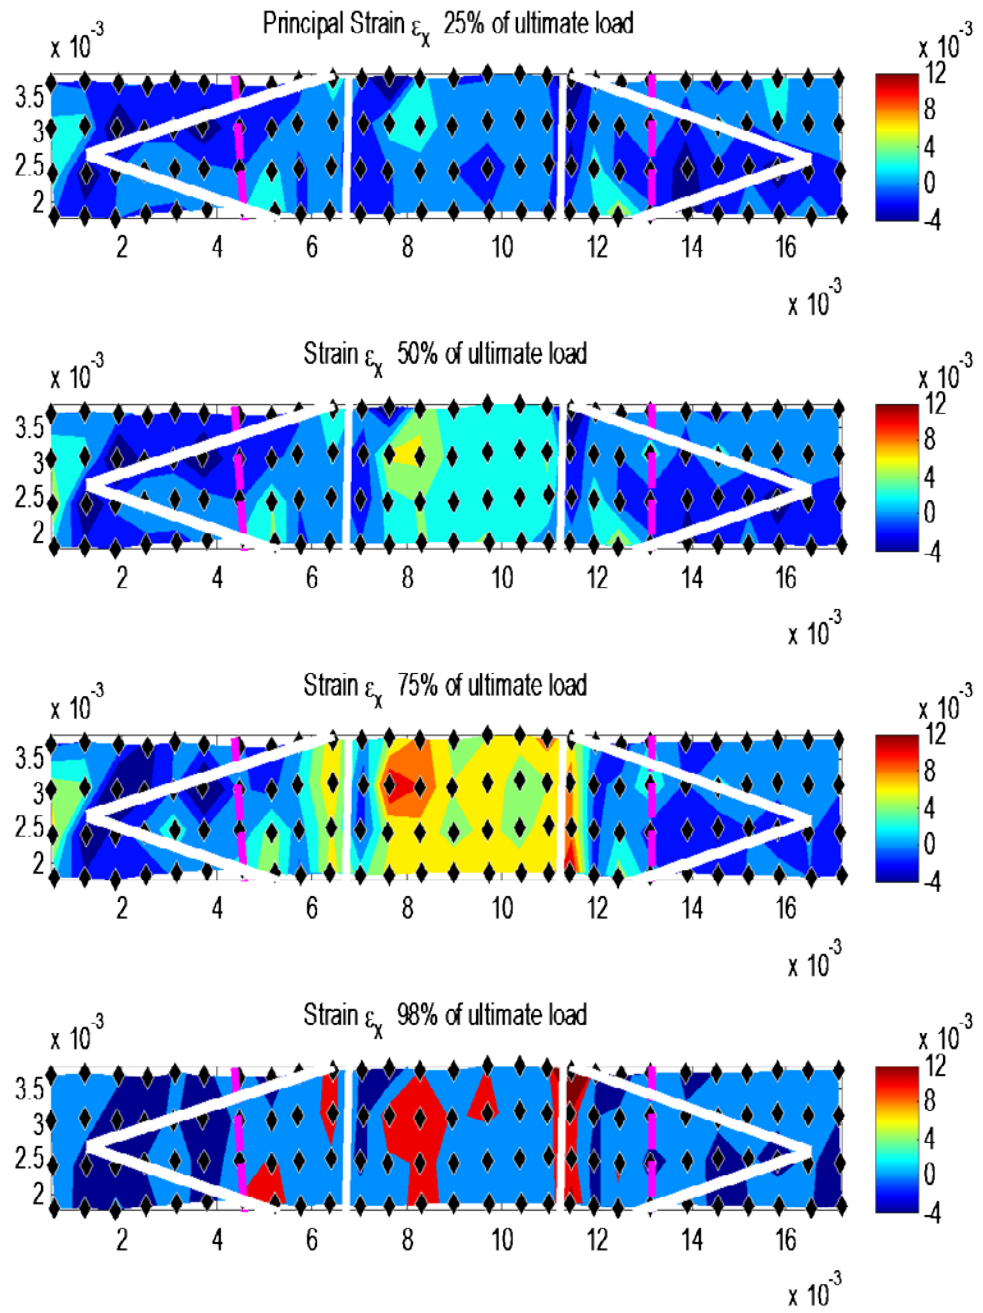 Principal Strain εχ 25% of ultimate load
x 10-3 x 10-3
3.5 12
3 8
2.5 4
2 0
-4
2 4 6 8 10 12 14 16
x 10-3
Strain εχ 50% of ultimate load
x 10-3 x 10-3
3.5 12
3 8
2.5 4
2 0
-4
2 4 6 8 10 12 14 16
x 10-3
Strain εχ 75% of ultimate load
x 10-3 x 10-3
3.5 12
3 8
2.5 4
2 0
-4
2 4 6 8 10 12 14 16
x 10-3
Strain εχ 98% of ultimate load
x 10-3 x 10-3
3.5 12
3 8
2.5 4
2 0
-4
2 4 6 8 10 12 14 16
x 10-3